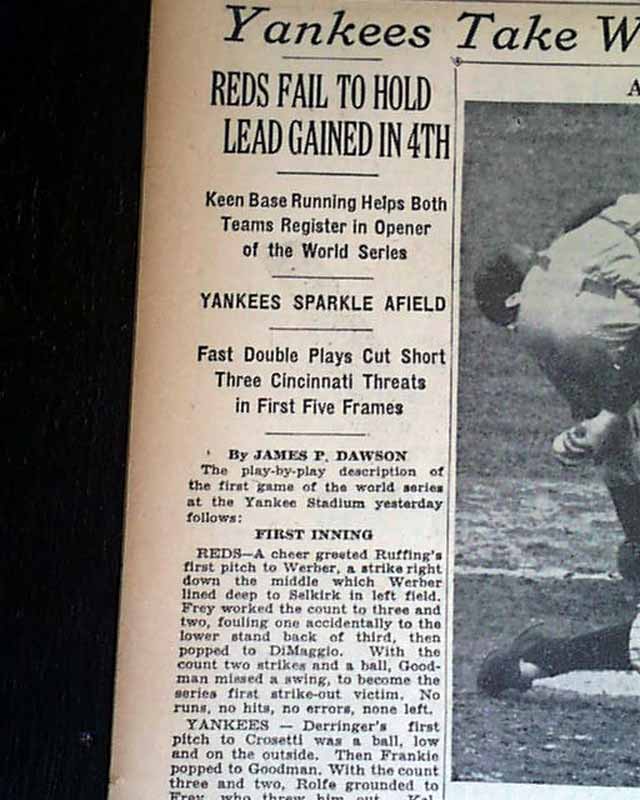 Yankees Take W
A
REDS FAIL TO HOLD
LEAD GAINED IN 4TH
Keen Base Running Helps Both
Teams Register in Opener
of the World Series
YANKEES SPARKLE AFIELD
Fast Double Plays Cut Short
Three Cincinnati Threats
in First Five Frames
By JAMES P. DAWSON
The play-by-play description of
the first game of the world series
at the Yankee Stadium yesterday
follows:
FIRST INNING
REDS—A cheer greeted Ruffing's
first pitch to Werber, a strike right
down the middle which Werber
lined deep to Selkirk in left field.
Frey worked the count to three and
two, fouling one accidentally to the
lower stand back of third, then
popped to DiMaggio. With the
count two strikes and a ball, Good-
man missed a swing, to become the
series first strike-out victim. No
runs, no hits, no errors, none left.
YANKEES — Derringer's first
pitch to Crosetti was a ball, low
and on the outside. Then Frankie
popped to Goodman. With the count
three and two, Rolfe grounded to
Frey, who threw him out. Kel